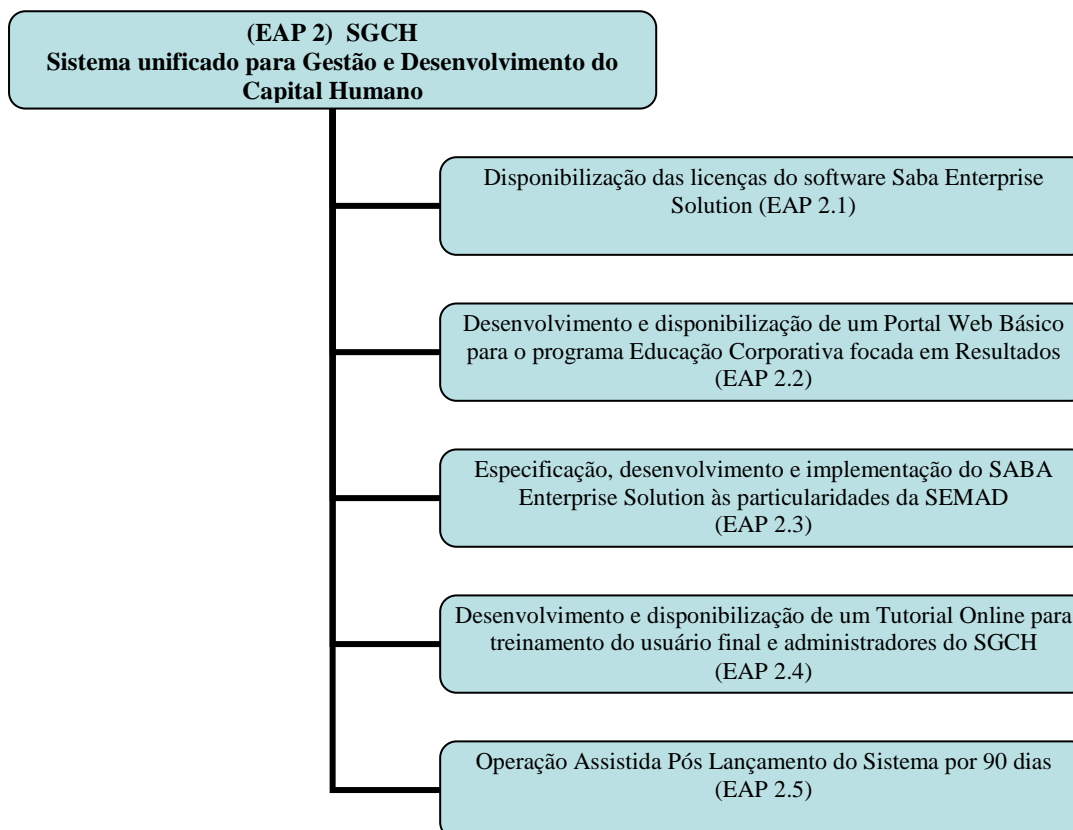 (EAP 2) SGCH
Sistema unificado para Gestão e Desenvolvimento do
Capital Humano
Disponibilização das licenças do software Saba Enterprise
Solution (EAP 2.1)
Desenvolvimento e disponibilização de um Portal Web Básico
para o programa Educação Corporativa focada em Resultados
(EAP 2.2)
Especificação, desenvolvimento e implementação do SABA
Enterprise Solution às particularidades da SEMAD
(EAP 2.3)
Desenvolvimento e disponibilização de um Tutorial Online para
treinamento do usuário final e administradores do SGCH
(EAP 2.4)
Operação Assistida Pós Lançamento do Sistema por 90 dias
(EAP 2.5)